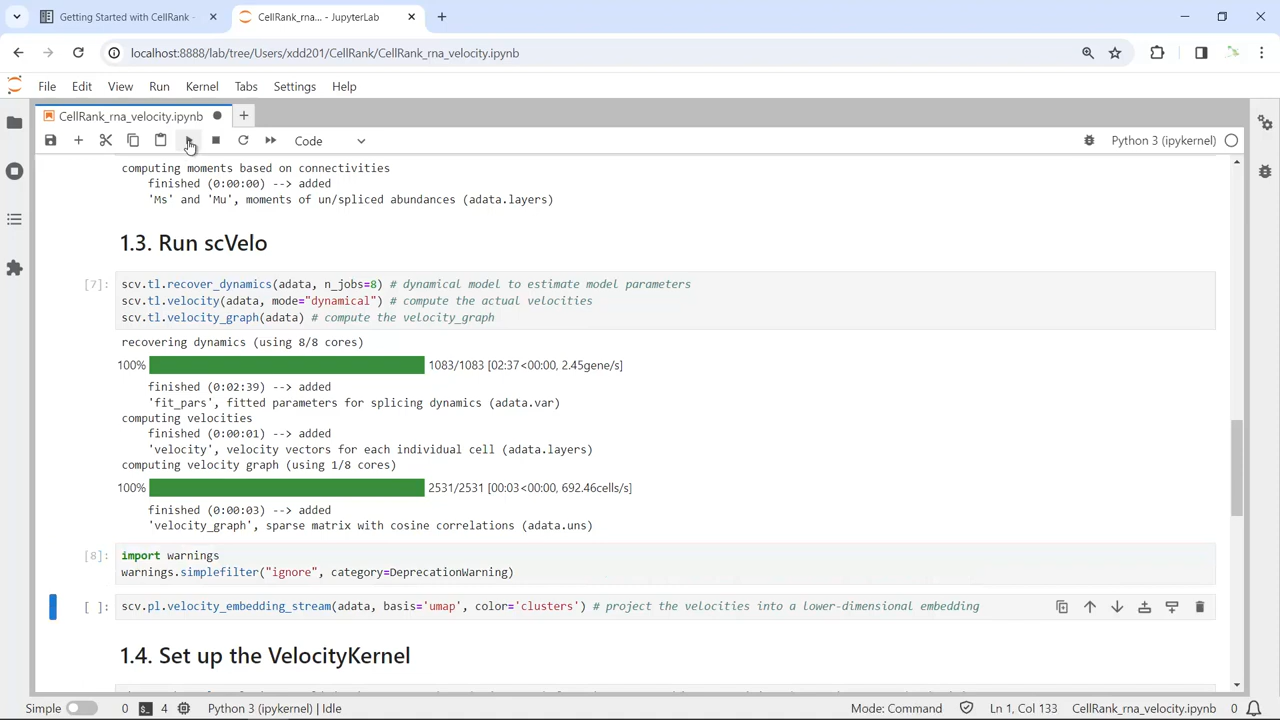 Getting Started with CellRank -
CellRank_rna... - JupyterLab
localhost:8888/lab/tree/Users/xdd201/CellRank/CellRank_rna_velocity.ipynb
File Edit View Run Kernel Tabs Settings Help
CellRank_rna_velocity.ipynb
Code
Python 3 (ipykernel)
computing moments based on connectivities
finished (0:00:00) --> added
'Ms' and 'Mu', moments of un/spliced abundances (adata.layers)
1.3. Run scVelo
[7]: scv.tl.recover_dynamics(adata, n_jobs=8) # dynamical model to estimate model parameters
scv.tl.velocity(adata, mode="dynamical") # compute the actual velocities
scv.tl.velocity_graph(adata) # compute the velocity_graph
recovering dynamics (using 8/8 cores)
100% 1083/1083 [02:37<00:00, 2.45gene/s]
finished (0:02:39) --> added
'fit_pars', fitted parameters for splicing dynamics (adata.var)
computing velocities
finished (0:00:01) --> added
'velocity', velocity vectors for each individual cell (adata.layers)
computing velocity graph (using 1/8 cores)
100% 2531/2531 [00:03<00:00, 692.46cells/s]
finished (0:00:03) --> added
'velocity_graph', sparse matrix with cosine correlations (adata.uns)
[8]: import warnings
warnings.simplefilter("ignore", category=DeprecationWarning)
[ ]: scv.pl.velocity_embedding_stream(adata, basis='umap', color='clusters') # project the velocities into a lower-dimensional embedding
1.4. Set up the VelocityKernel
Simple 0 4 Python 3 (ipykernel) | Idle Mode: Command Ln 1, Col 133 CellRank_rna_velocity.ipynb 0